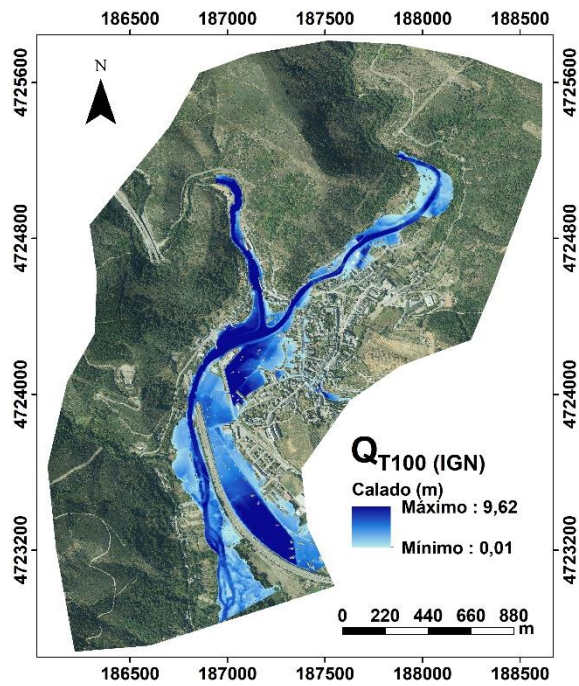 186500 187000 187500 188000 188500
4725600 4725600
N
4724800 4724800
4724000 4724000
QT100 (IGN)
Calado (m)
Máximo : 9,62
Mínimo : 0,01
4723200 4723200
0 220 440 660 880
m
186500 187000 187500 188000 188500